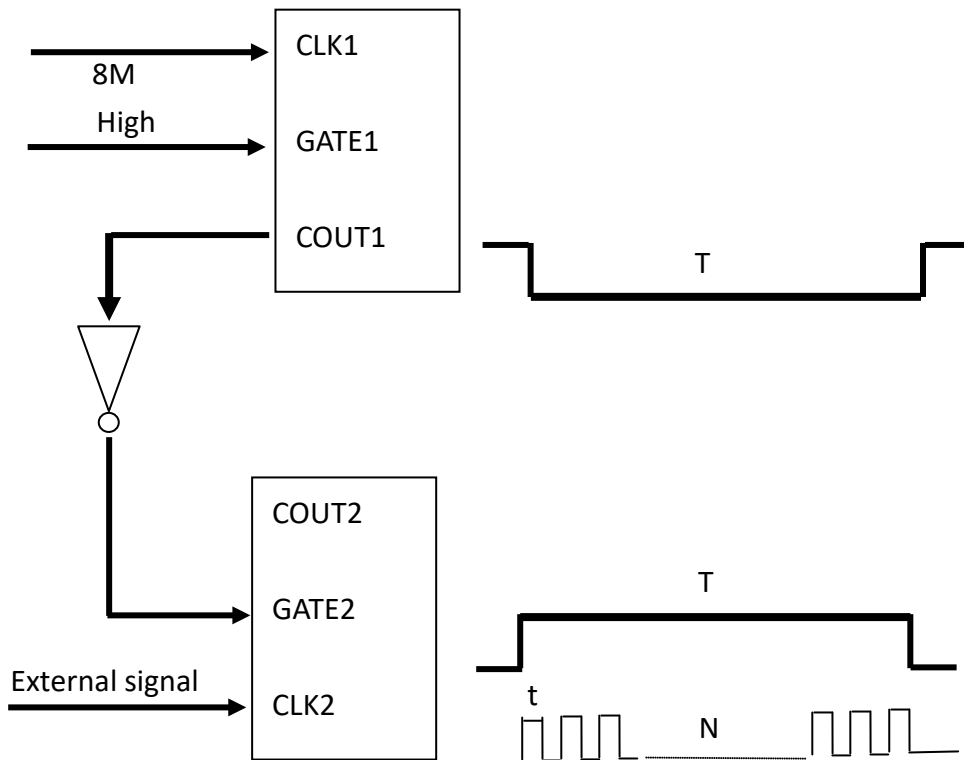 CLK1
8M
High
GATE1
COUT1
T
COUT2
T
GATE2
External signal
CLK2
t
N